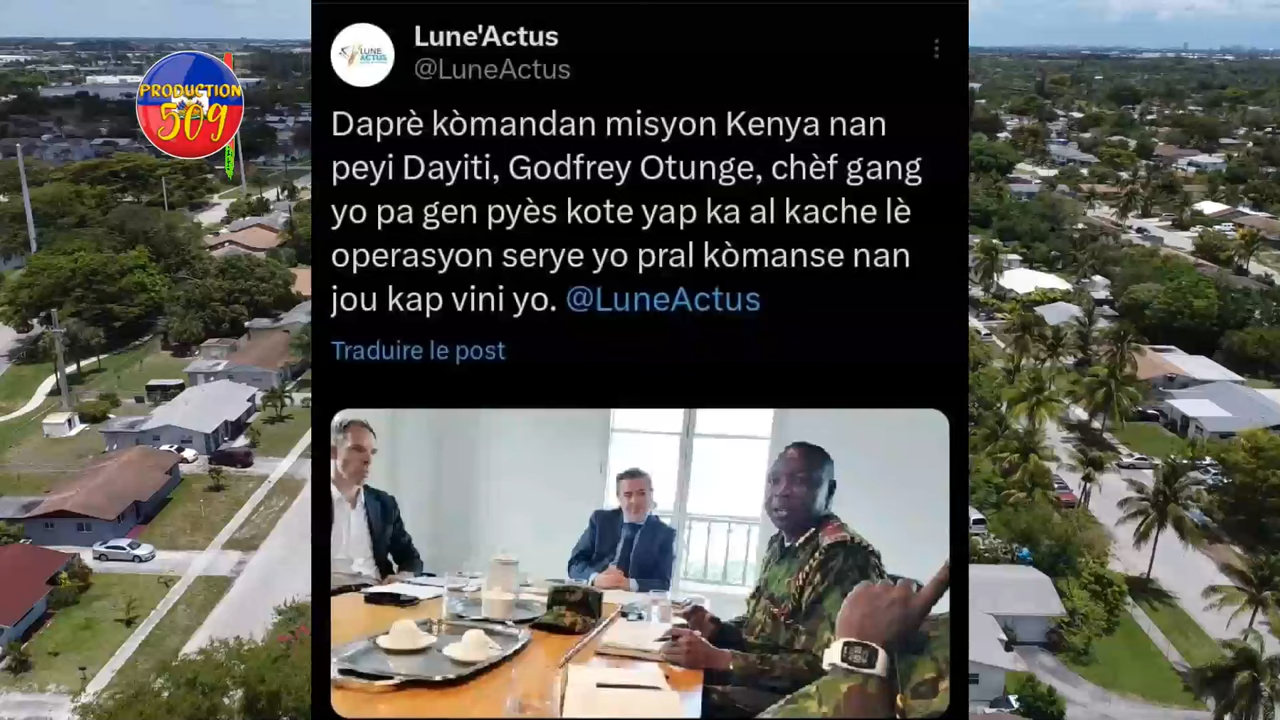 PRODUCTION
509
LUNE
ACTUS
Lune'Actus
@LuneActus
Daprè kòmandan misyon Kenya nan
peyi Dayiti, Godfrey Otunge, chèf gang
yo pa gen pyès kote yap ka al kache lè
operasyon serye yo pral kòmanse nan
jou kap vini yo. @LuneActus
Traduire le post